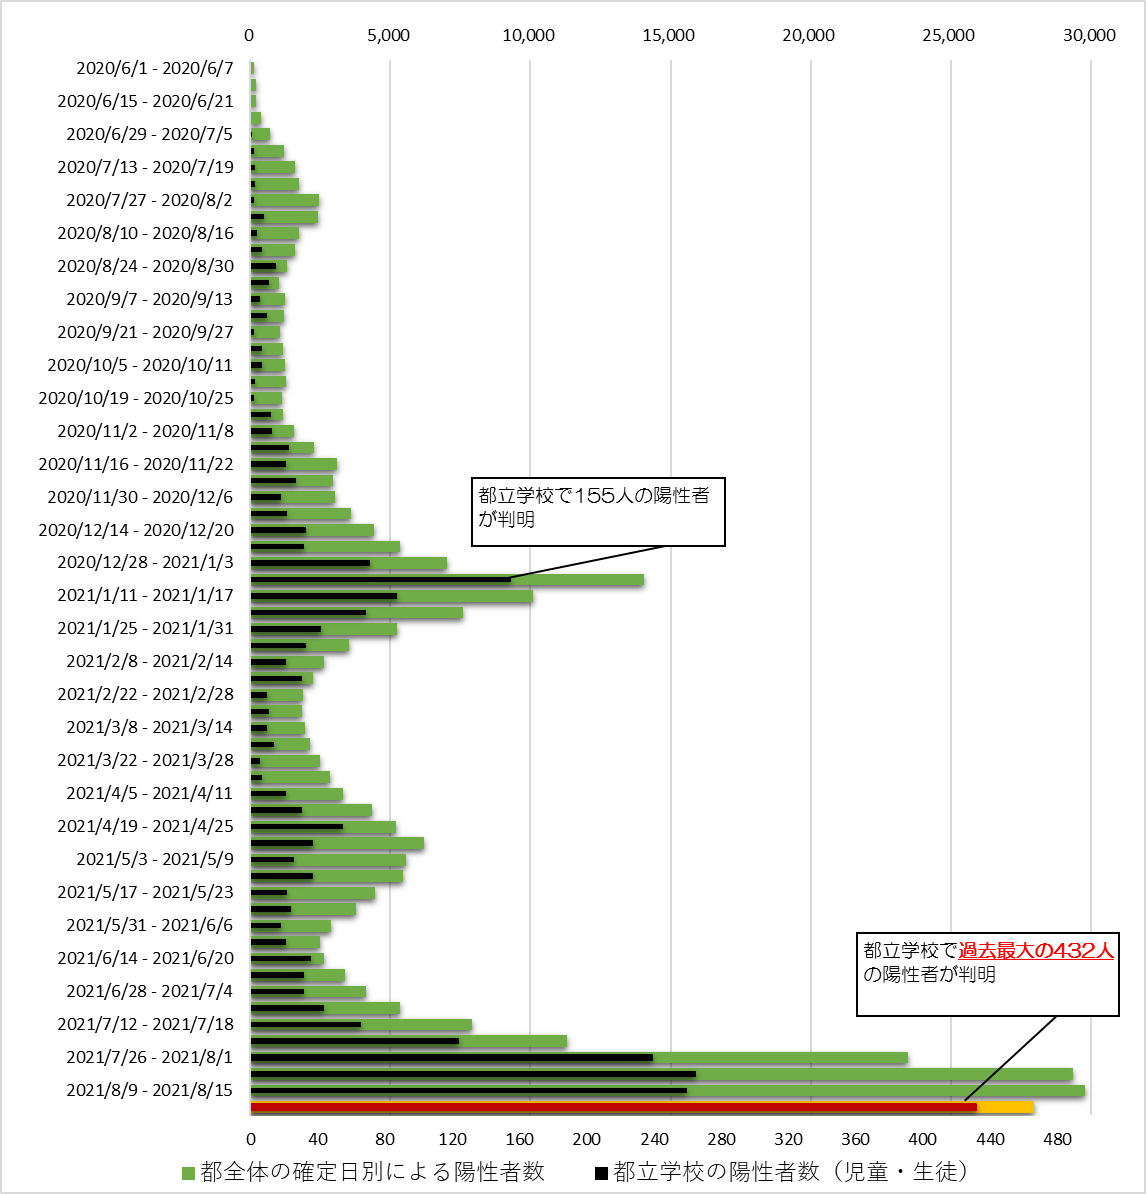 0 5,000 10,000 15,000 20,000 25,000 30,000
2020/6/1 - 2020/6/7
2020/6/15 - 2020/6/21
2020/6/29 - 2020/7/5
2020/7/13 - 2020/7/19
2020/7/27 - 2020/8/2
2020/8/10 - 2020/8/16
2020/8/24 - 2020/8/30
2020/9/7 - 2020/9/13
2020/9/21 - 2020/9/27
2020/10/5 - 2020/10/11
2020/10/19 - 2020/10/25
2020/11/2 - 2020/11/8
2020/11/16 - 2020/11/22
2020/11/30 - 2020/12/6
2020/12/14 - 2020/12/20
2020/12/28 - 2021/1/3
2021/1/11 - 2021/1/17
2021/1/25 - 2021/1/31
2021/2/8 - 2021/2/14
2021/2/22 - 2021/2/28
2021/3/8 - 2021/3/14
2021/3/22 - 2021/3/28
2021/4/5 - 2021/4/11
2021/4/19 - 2021/4/25
2021/5/3 - 2021/5/9
2021/5/17 - 2021/5/23
2021/5/31 - 2021/6/6
2021/6/14 - 2021/6/20
2021/6/28 - 2021/7/4
2021/7/12 - 2021/7/18
2021/7/26 - 2021/8/1
2021/8/9 - 2021/8/15
都立学校で155人の陽性者
が判明
都立学校で過去最大の432人
の陽性者が判明
0 40 80 120 160 200 240 280 320 360 400 440 480
都全体の確定日別による陽性者数 都立学校の陽性者数（児童・生徒）